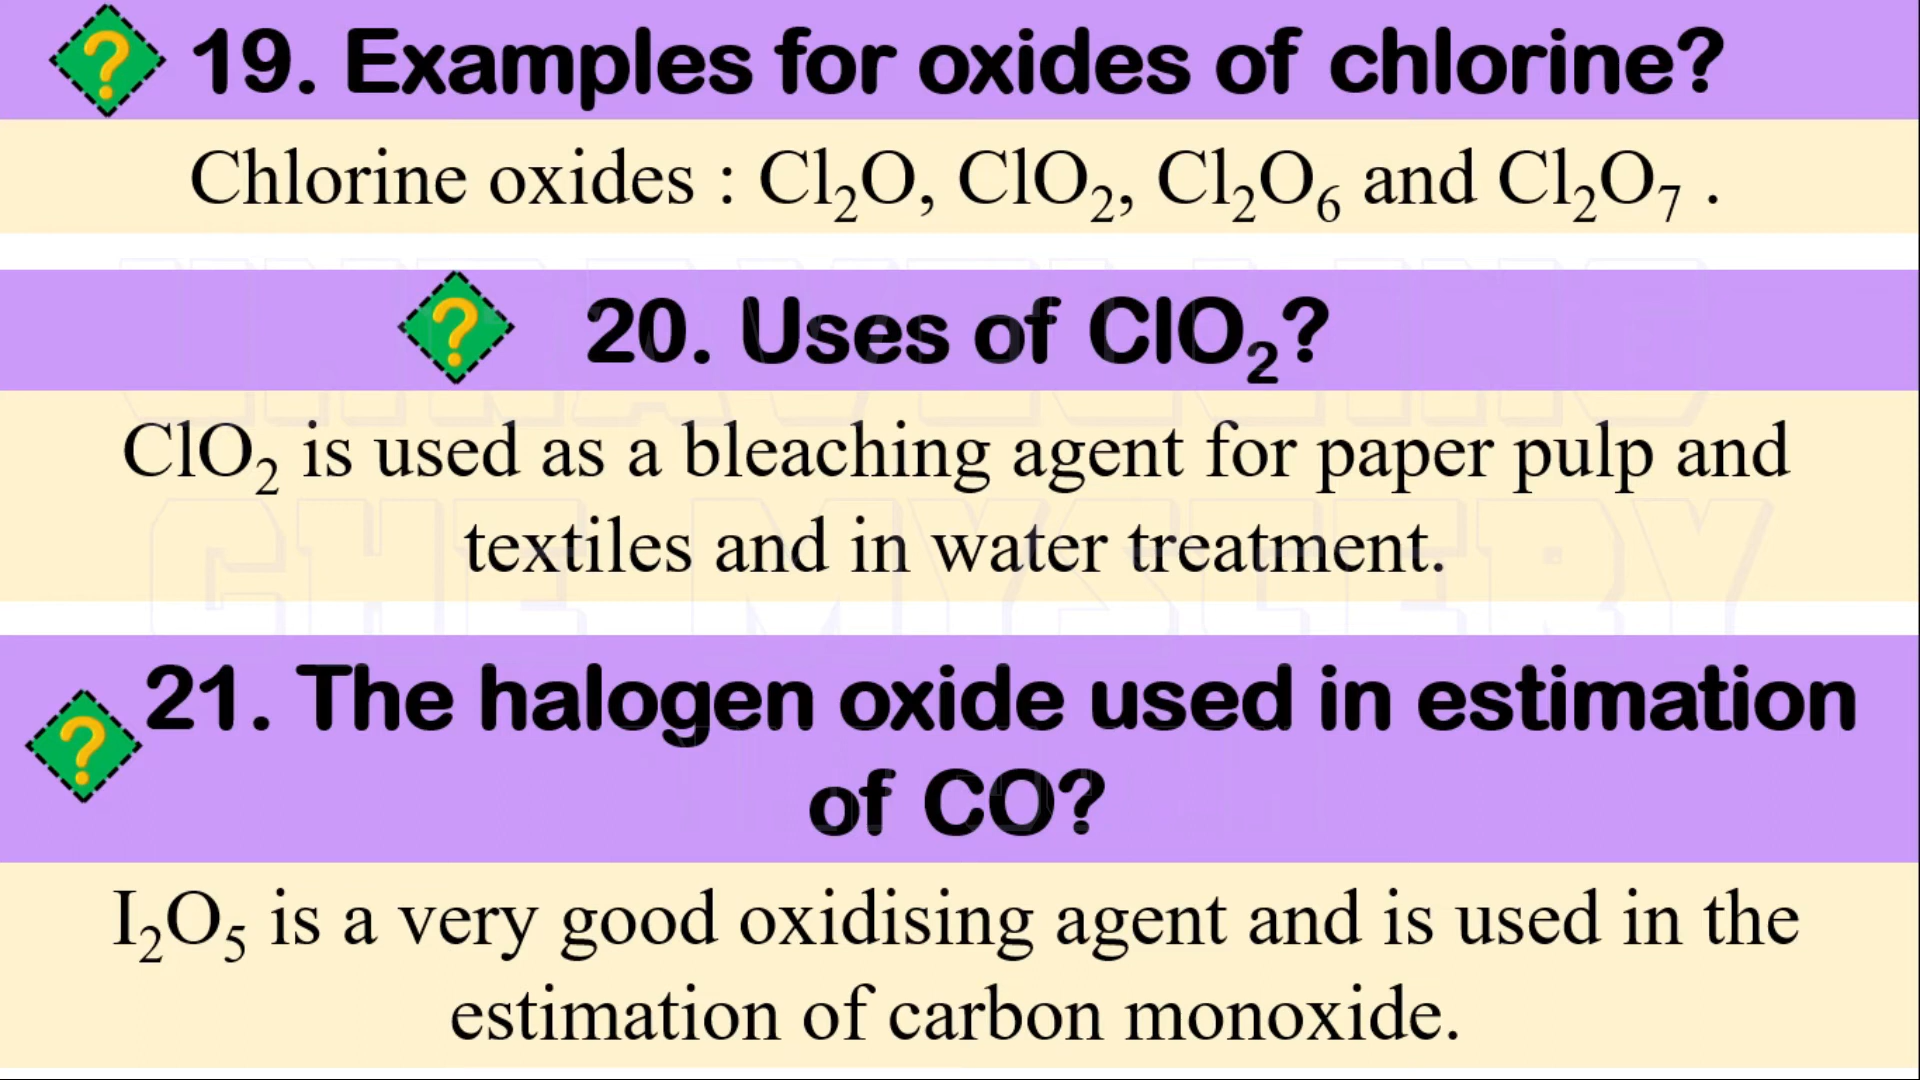 19. Examples for oxides of chlorine?
Chlorine oxides : Cl₂O, ClO₂, Cl₂O₆ and Cl₂O₇ .
20. Uses of ClO₂?
ClO₂ is used as a bleaching agent for paper pulp and
textiles and in water treatment.
21. The halogen oxide used in estimation
of CO?
I₂O₅ is a very good oxidising agent and is used in the
estimation of carbon monoxide.